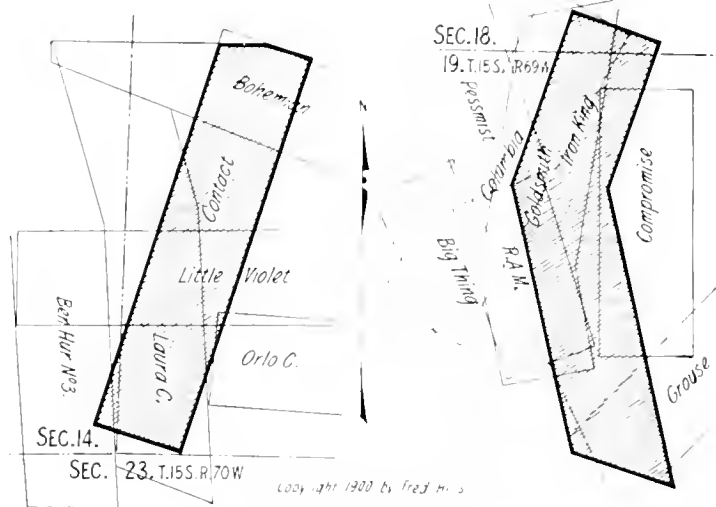 Bohemian
Contact
Little Violet
Laura C.
Ben Hur Nº3.
Orlo C.
SEC.14.
SEC. 23. T.15S.R.70W
N
SEC.18.
19. T.15S. R69W
Pessmist
Columbia
Goldsmith
Iron King
Compromise
Big Thing
R.A.M.
Grouse
Copyright 1900 by Fred